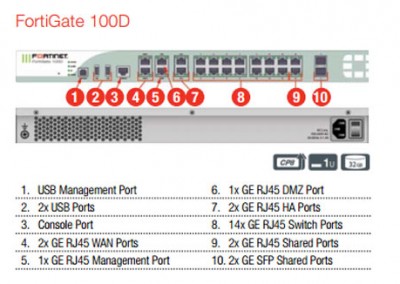 FortiGate 100D
FORTINET
FortiGate 100D
1 2 3 4 5 6 7 8 9 10
CP8 1U 32GB
1. USB Management Port
2. 2x USB Ports
3. Console Port
4. 2x GE RJ45 WAN Ports
5. 1x GE RJ45 Management Port
6. 1x GE RJ45 DMZ Port
7. 2x GE RJ45 HA Ports
8. 14x GE RJ45 Switch Ports
9. 2x GE RJ45 Shared Ports
10. 2x GE SFP Shared Ports